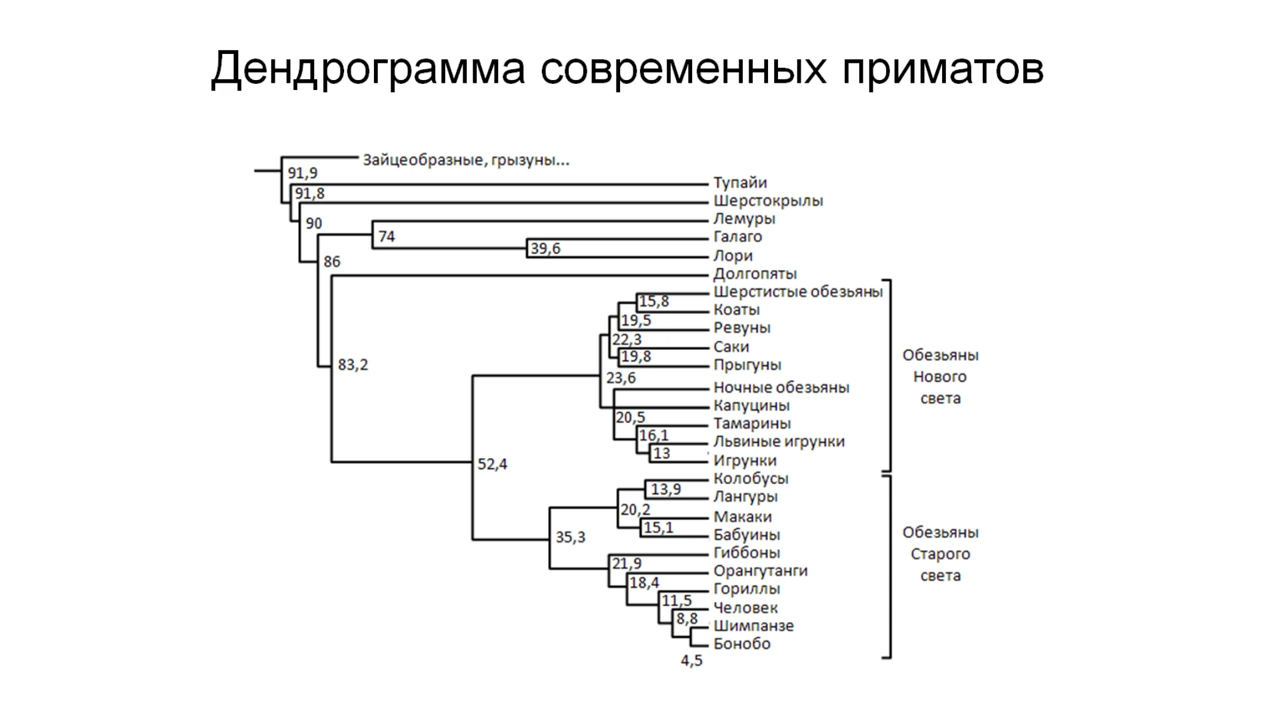 Дендрограмма современных приматов
Зайцеобразные, грызуны...
91,9
Тупайи
91,8
Шерстокрылы
Лемуры
90
74
Галаго
39,6
Лори
86
Долгопяты
Шерстистые обезьяны
15,8
Коаты
19,5
Ревуны
22,3
Саки
19,8
Прыгуны
83,2
23,6
Ночные обезьяны
Капуцины
20,5
Тамарины
16,1
Львиные игрунки
13
Игрунки
Обезьяны
Нового
света
52,4
Колобусы
13,9
Лангуры
20,2
Макаки
15,1
Бабуины
35,3
Гиббоны
21,9
Орангутанги
18,4
Гориллы
11,5
Человек
8,8
Шимпанзе
Бонобо
4,5
Обезьяны
Старого
света